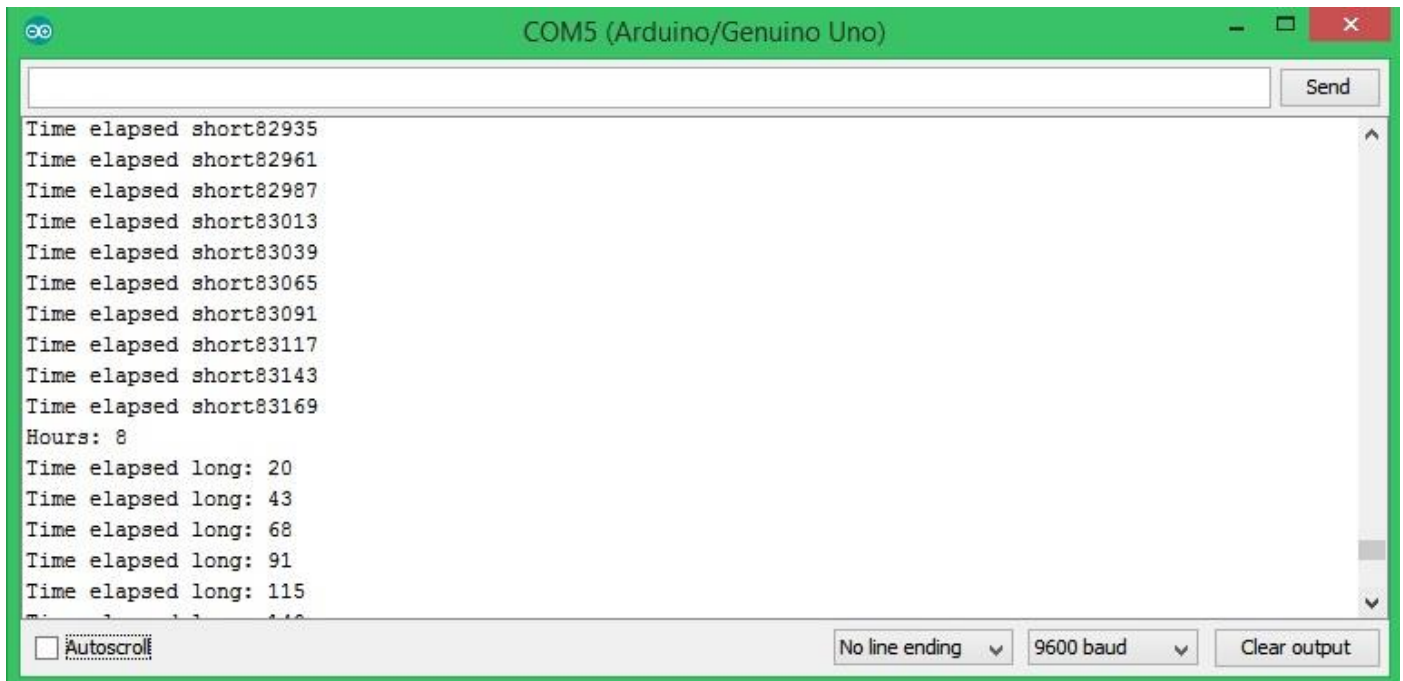 COM5 (Arduino/Genuino Uno)
Send
Time elapsed short82935
Time elapsed short82961
Time elapsed short82987
Time elapsed short83013
Time elapsed short83039
Time elapsed short83065
Time elapsed short83091
Time elapsed short83117
Time elapsed short83143
Time elapsed short83169
Hours: 8
Time elapsed long: 20
Time elapsed long: 43
Time elapsed long: 68
Time elapsed long: 91
Time elapsed long: 115
Autoscroll No line ending 9600 baud Clear output